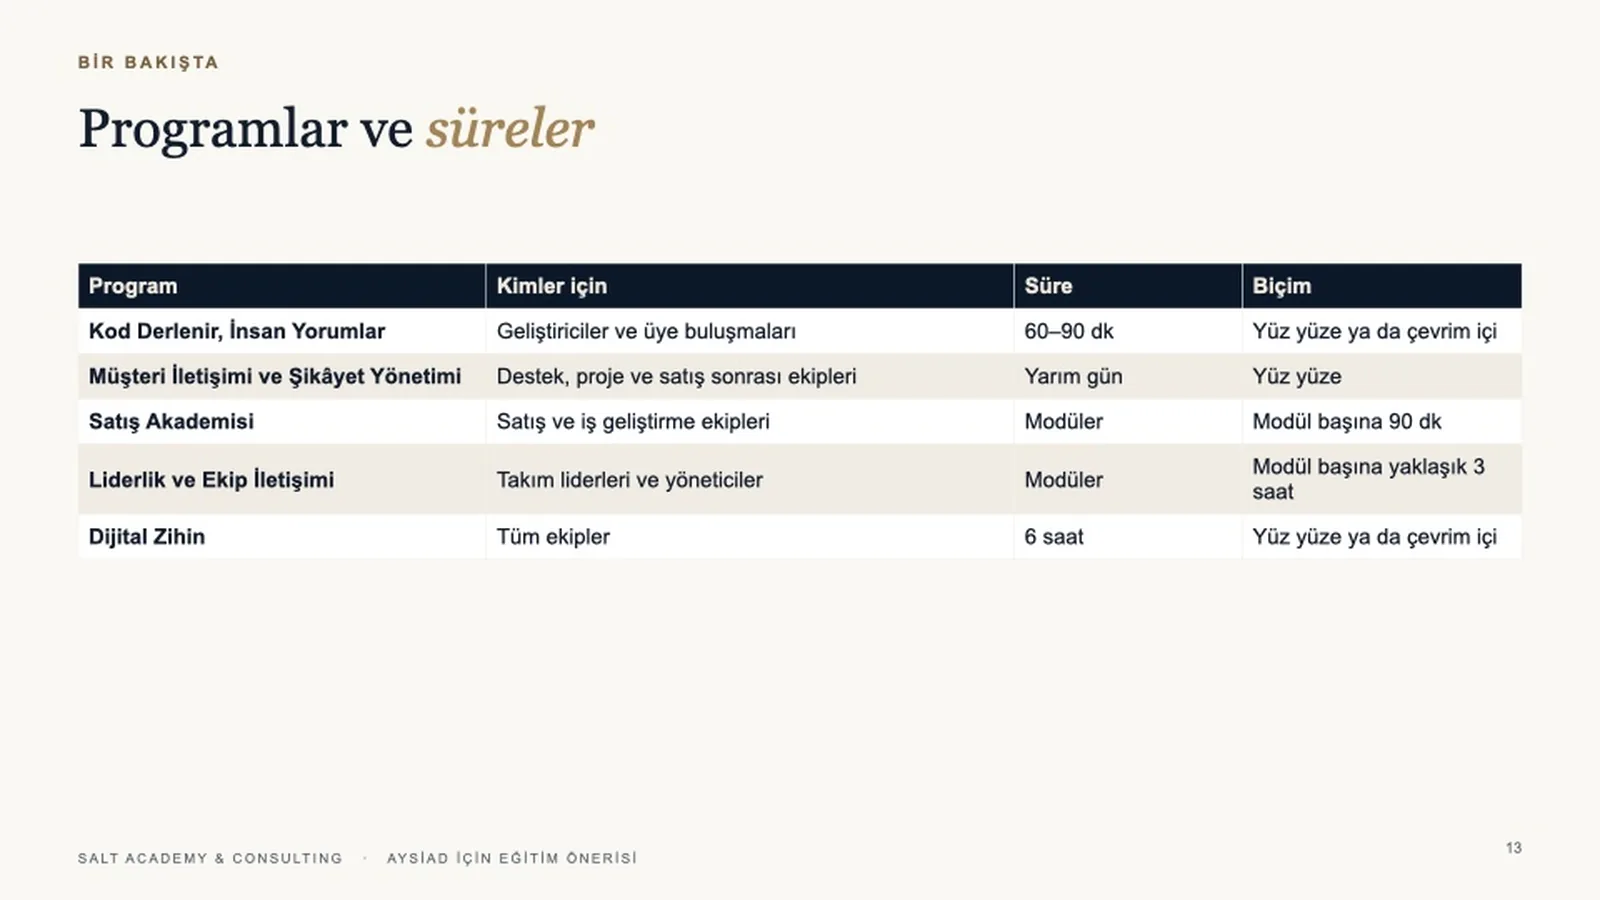 BİR BAKIŞTA
Programlar ve süreler
Program Kimler için Süre Biçim
Kod Derlenir, İnsan Yorumlar Geliştiriciler ve üye buluşmaları 60–90 dk Yüz yüze ya da çevrim içi
Müşteri İletişimi ve Şikâyet Yönetimi Destek, proje ve satış sonrası ekipleri Yarım gün Yüz yüze
Satış Akademisi Satış ve iş geliştirme ekipleri Modüler Modül başına 90 dk
Liderlik ve Ekip İletişimi Takım liderleri ve yöneticiler Modüler Modül başına yaklaşık 3
saat
Dijital Zihin Tüm ekipler 6 saat Yüz yüze ya da çevrim içi
SALT ACADEMY & CONSULTING · AYSİAD İÇİN EĞİTİM ÖNERİSİ
13